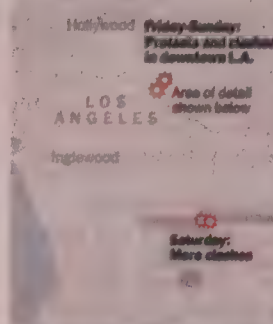 Hollywood
Friday-Sunday:
Protests and clashes
in downtown L.A.
Area of detail
shown below
LOS
ANGELES
Inglewood
Saturday:
More clashes